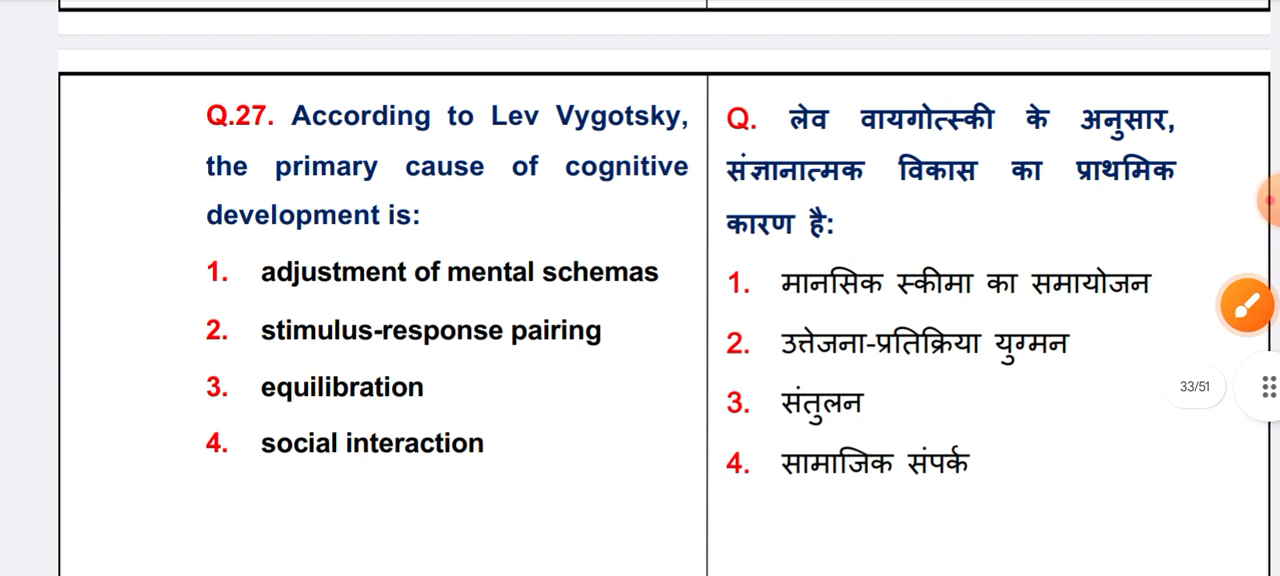 Q.27. According to Lev Vygotsky,
the primary cause of cognitive
development is:
1. adjustment of mental schemas
2. stimulus-response pairing
3. equilibration
4. social interaction
Q. लेव वायगोत्स्की के अनुसार,
संज्ञानात्मक विकास का प्राथमिक
कारण है:
1. मानसिक स्कीमा का समायोजन
2. उत्तेजना-प्रतिक्रिया युग्मन
3. संतुलन
4. सामाजिक संपर्क
33/51